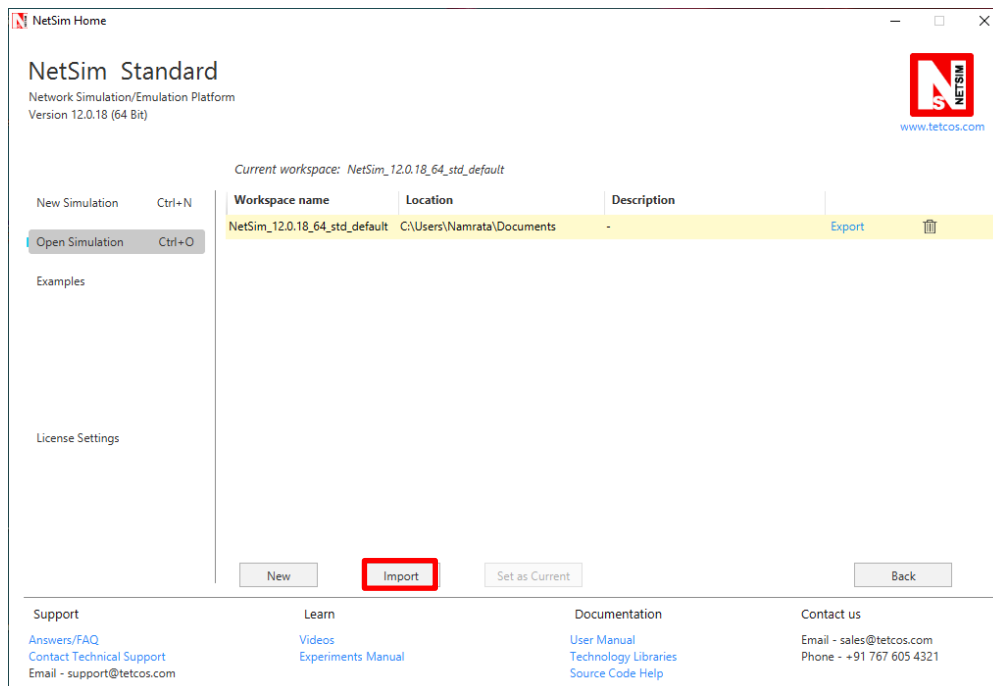 NetSim Home
NetSim Standard
Network Simulation/Emulation Platform
Version 12.0.18 (64 Bit)
NS NETSIM
www.tetcos.com
Current workspace: NetSim_12.0.18_64_std_default
New Simulation Ctrl+N
Open Simulation Ctrl+O
Examples
License Settings
Workspace name Location Description
NetSim_12.0.18_64_std_default C:\Users\Namrata\Documents - Export
New Import Set as Current Back
Support
Answers/FAQ
Contact Technical Support
Email - support@tetcos.com
Learn
Videos
Experiments Manual
Documentation
User Manual
Technology Libraries
Source Code Help
Contact us
Email - sales@tetcos.com
Phone - +91 767 605 4321